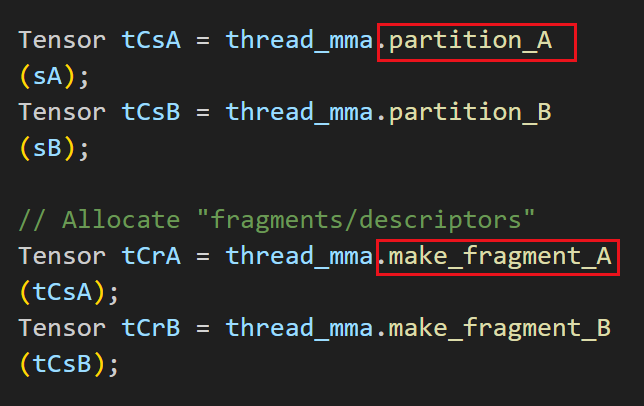 Tensor tCsA = thread_mma.partition_A
(sA);
Tensor tCsB = thread_mma.partition_B
(sB);
// Allocate "fragments/descriptors"
Tensor tCrA = thread_mma.make_fragment_A
(tCsA);
Tensor tCrB = thread_mma.make_fragment_B
(tCsB);